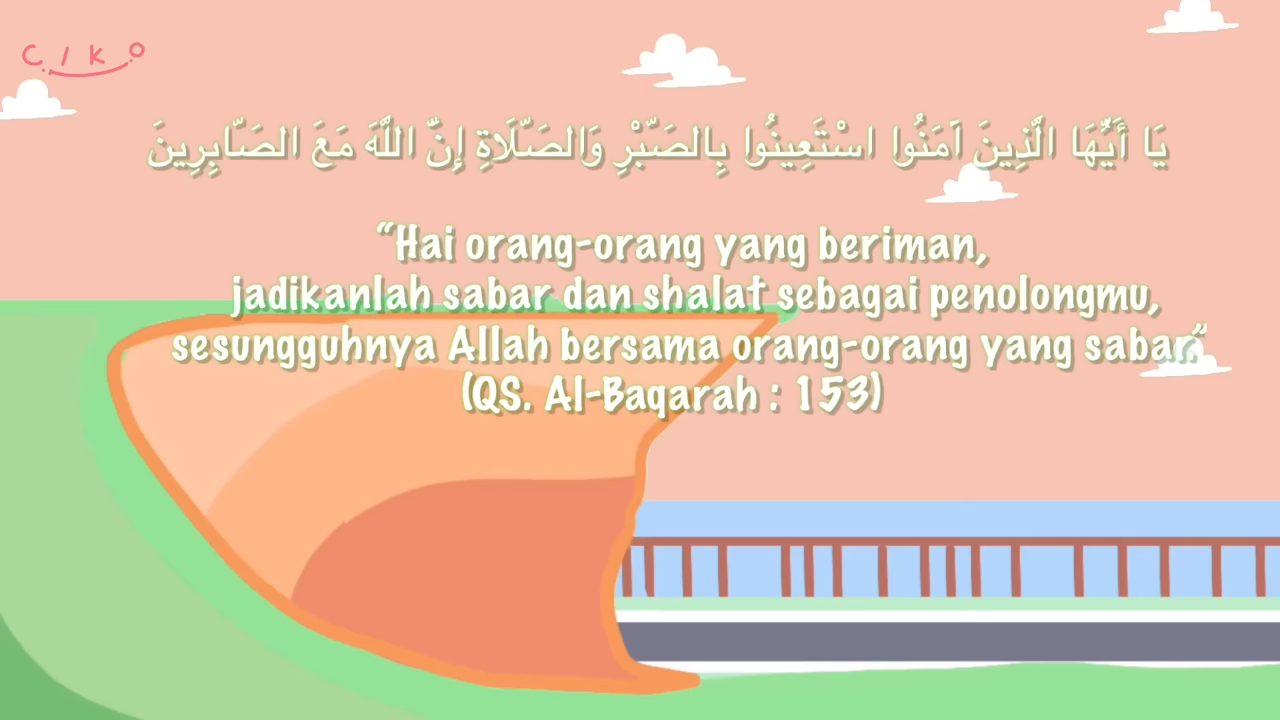 C I K O
يَا أَيُّهَا الَّذِينَ آمَنُوا اسْتَعِينُوا بِالصَّبْرِ وَالصَّلَاةِ إِنَّ اللَّهَ مَعَ الصَّابِرِينَ
“Hai orang-orang yang beriman,
jadikanlah sabar dan shalat sebagai penolongmu,
sesungguhnya Allah bersama orang-orang yang sabar.”
(QS. Al-Baqarah : 153)